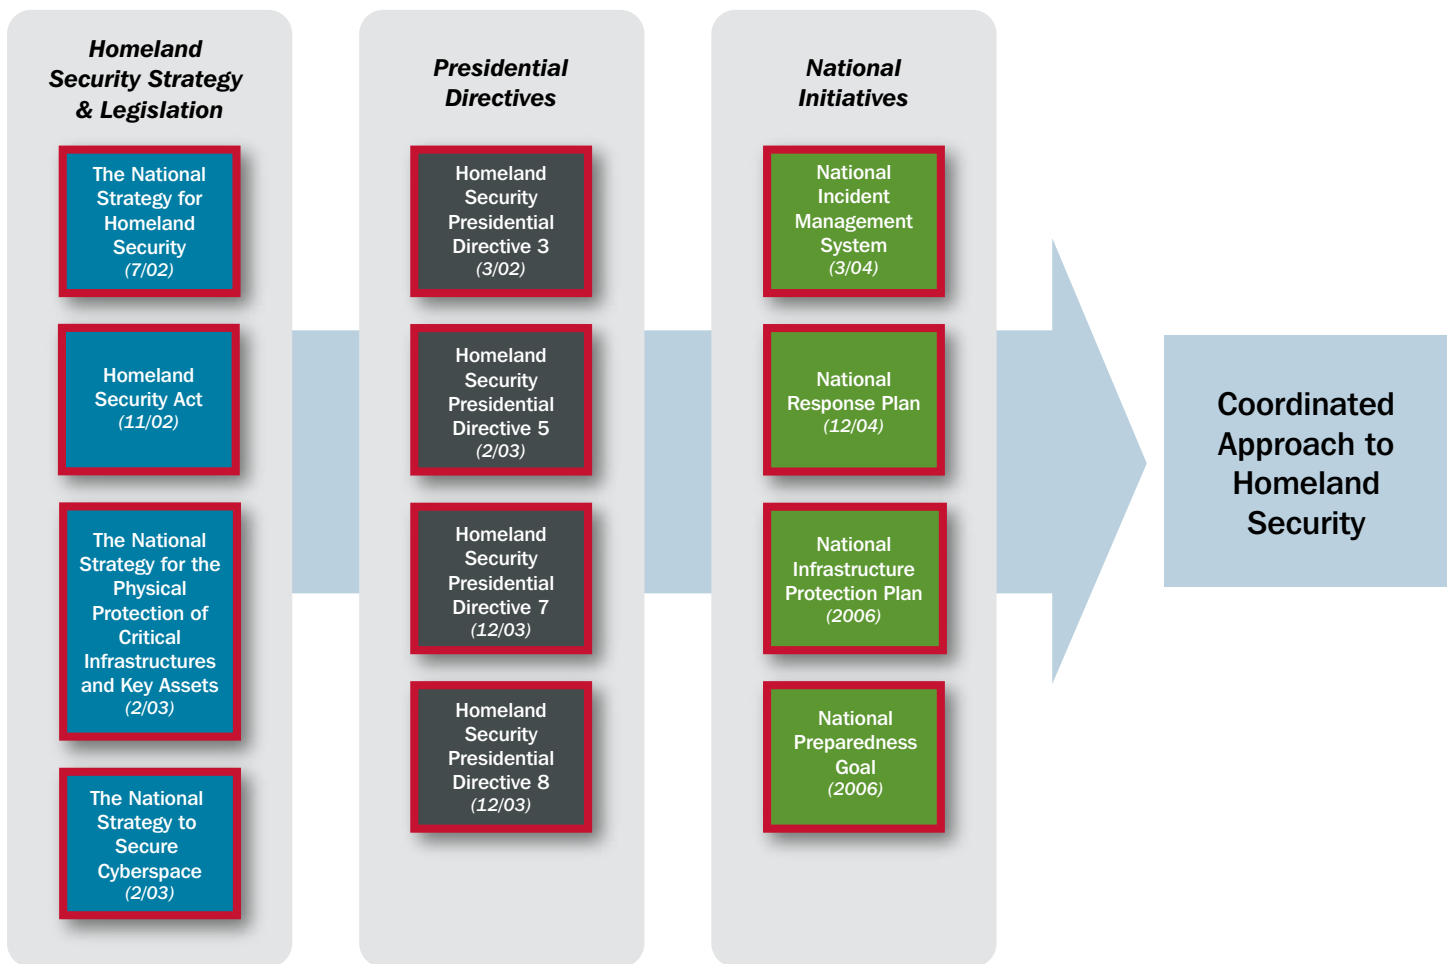 Homeland
Security Strategy
& Legislation
The National
Strategy for
Homeland
Security
(7/02)
Homeland
Security Act
(11/02)
The National
Strategy for the
Physical
Protection of
Critical
Infrastructures
and Key Assets
(2/03)
The National
Strategy to
Secure
Cyberspace
(2/03)
Presidential
Directives
Homeland
Security
Presidential
Directive 3
(3/02)
Homeland
Security
Presidential
Directive 5
(2/03)
Homeland
Security
Presidential
Directive 7
(12/03)
Homeland
Security
Presidential
Directive 8
(12/03)
National
Initiatives
National
Incident
Management
System
(3/04)
National
Response Plan
(12/04)
National
Infrastructure
Protection Plan
(2006)
National
Preparedness
Goal
(2006)
Coordinated
Approach to
Homeland
Security